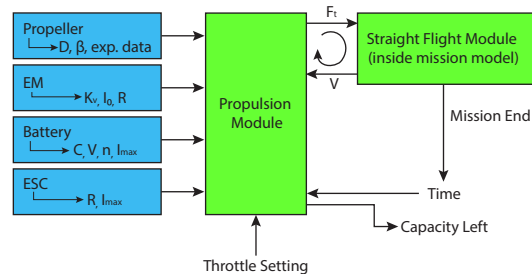 Propeller
D, β, exp. data
EM
Kv, I0, R
Battery
C, V, n, Imax
ESC
R, Imax
Propulsion
Module
Ft
V
Straight Flight Module
(inside mission model)
Mission End
Time
Capacity Left
Throttle Setting